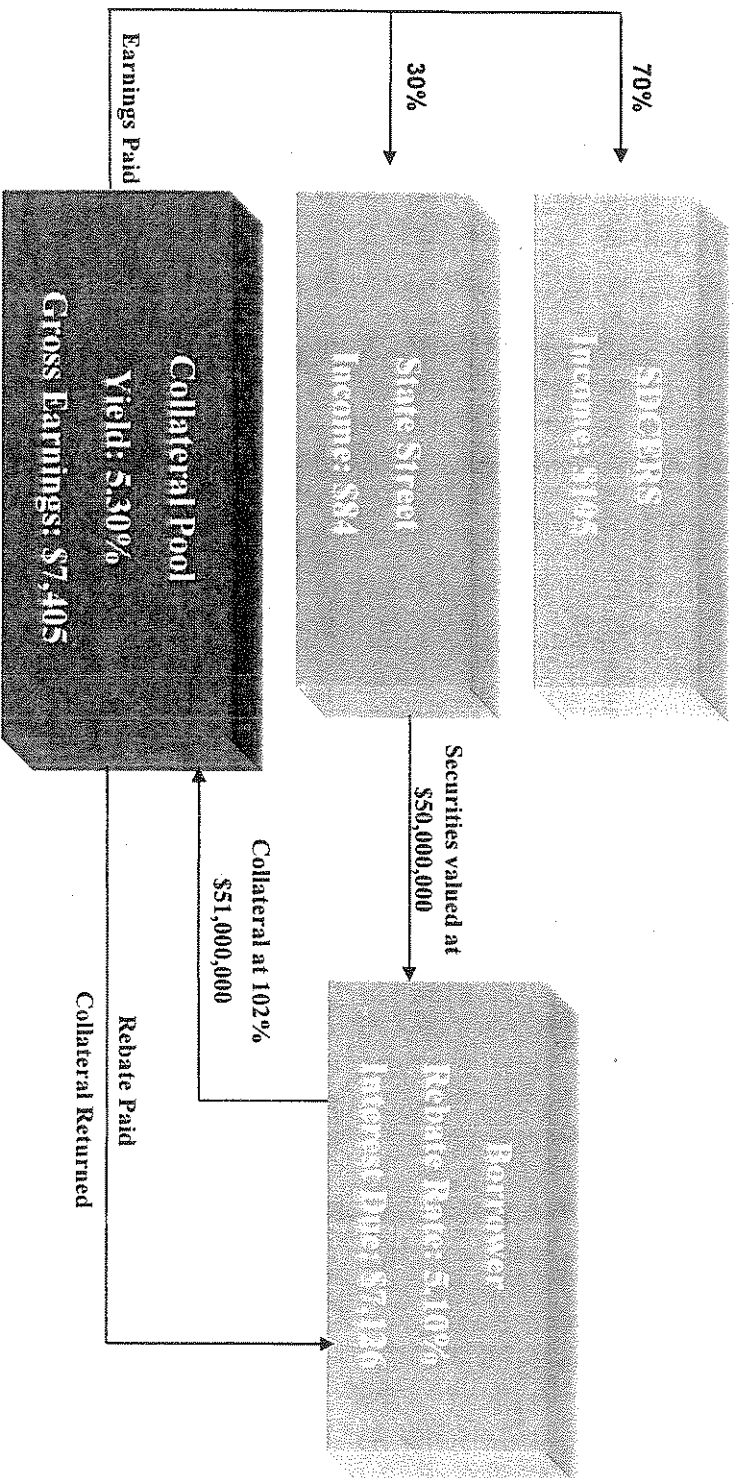 70%
SDCERS
Income: $195
30%
State Street
Income: $84
Securities valued at
$50,000,000
Borrower
Rebate Rate: 5.10%
Interest Due: $7,126
Earnings Paid
Collateral Pool
Yield: 5.30%
Gross Earnings: $7,405
Collateral at 102%
$51,000,000
Rebate Paid
Collateral Returned